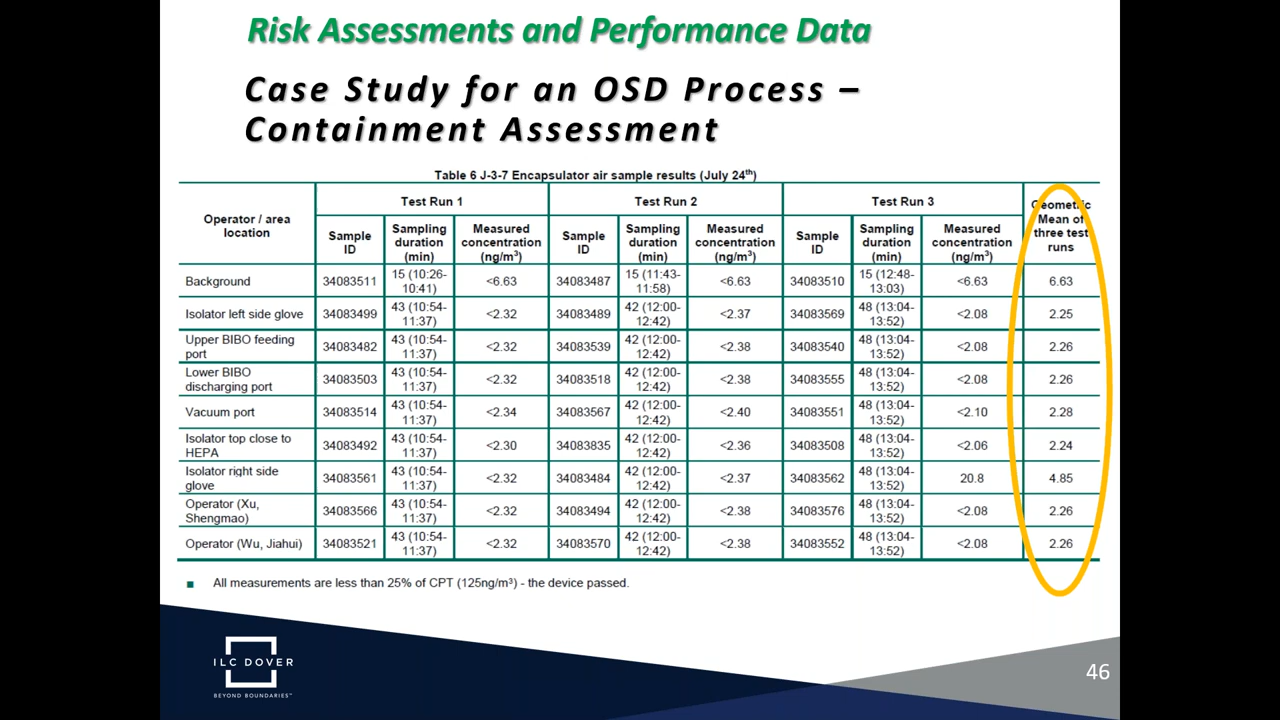 Risk Assessments and Performance Data
Case Study for an OSD Process –
Containment Assessment
Table 6 J-3-7 Encapsulator air sample results (July 24th)
Operator / area location Test Run 1 Test Run 2 Test Run 3 Geometric Mean of three test runs
Sample ID Sampling duration (min) Measured concentration (ng/m³) Sample ID Sampling duration (min) Measured concentration (ng/m³) Sample ID Sampling duration (min) Measured concentration (ng/m³)
Background 34083511 15 (10:26-10:41) <6.63 34083487 15 (11:43-11:58) <6.63 34083510 15 (12:48-13:03) <6.63 6.63
Isolator left side glove 34083499 43 (10:54-11:37) <2.32 34083489 42 (12:00-12:42) <2.37 34083569 48 (13:04-13:52) <2.08 2.25
Upper BIBO feeding port 34083482 43 (10:54-11:37) <2.32 34083539 42 (12:00-12:42) <2.38 34083540 48 (13:04-13:52) <2.08 2.26
Lower BIBO discharging port 34083503 43 (10:54-11:37) <2.32 34083518 42 (12:00-12:42) <2.38 34083555 48 (13:04-13:52) <2.08 2.26
Vacuum port 34083514 43 (10:54-11:37) <2.34 34083567 42 (12:00-12:42) <2.40 34083551 48 (13:04-13:52) <2.10 2.28
Isolator top close to HEPA 34083492 43 (10:54-11:37) <2.30 34083835 42 (12:00-12:42) <2.36 34083508 48 (13:04-13:52) <2.06 2.24
Isolator right side glove 34083561 43 (10:54-11:37) <2.32 34083484 42 (12:00-12:42) <2.37 34083562 48 (13:04-13:52) 20.8 4.85
Operator (Xu, Shengmao) 34083566 43 (10:54-11:37) <2.32 34083494 42 (12:00-12:42) <2.38 34083576 48 (13:04-13:52) <2.08 2.26
Operator (Wu, Jiahui) 34083521 43 (10:54-11:37) <2.32 34083570 42 (12:00-12:42) <2.38 34083552 48 (13:04-13:52) <2.08 2.26
All measurements are less than 25% of CPT (125ng/m³) - the device passed.
ILC DOVER
BEYOND BOUNDARIES™
46